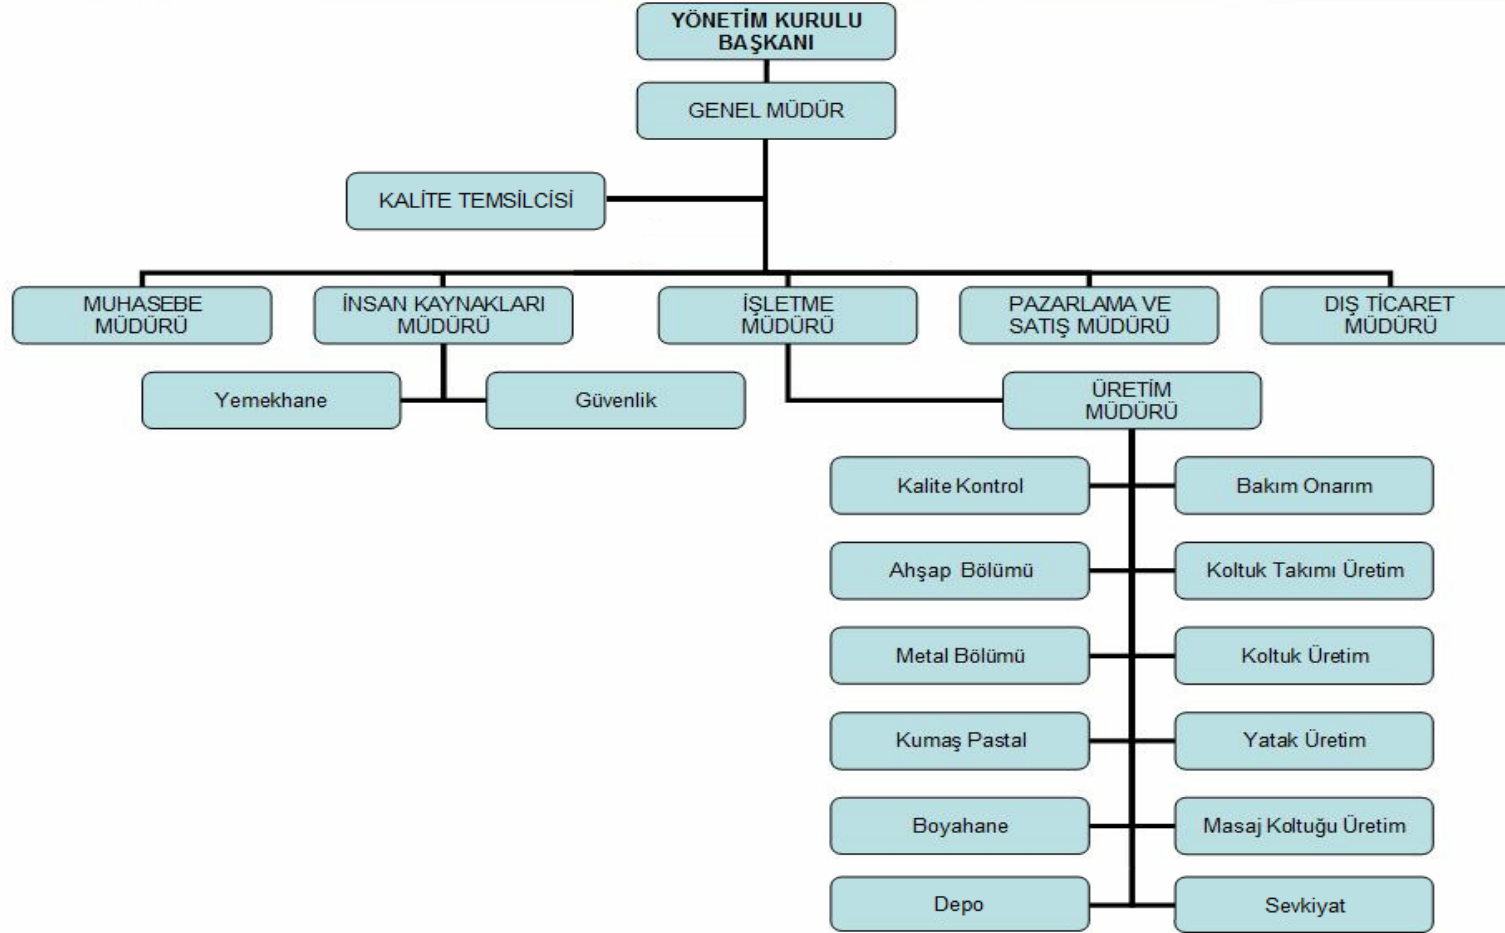 YÖNETİM KURULU
BAŞKANI
GENEL MÜDÜR
KALİTE TEMSİLCİSİ
MUHASEBE
MÜDÜRÜ
İNSAN KAYNAKLARI
MÜDÜRÜ
İŞLETME
MÜDÜRÜ
PAZARLAMA VE
SATIŞ MÜDÜRÜ
DIŞ TİCARET
MÜDÜRÜ
Yemekhane
Güvenlik
ÜRETİM
MÜDÜRÜ
Kalite Kontrol
Bakım Onarım
Ahşap Bölümü
Koltuk Takımı Üretim
Metal Bölümü
Koltuk Üretim
Kumaş Pastal
Yatak Üretim
Boyahane
Masaj Koltuğu Üretim
Depo
Sevkiyat